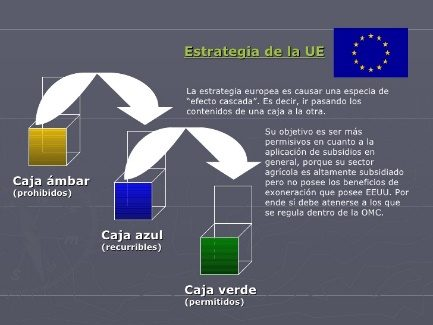 Estrategia de la UE
La estrategia europea es causar una especie de
"efecto cascada". Es decir, ir pasando los
contenidos de una caja a la otra.
Su objetivo es ser más
permisivos en cuanto a la
aplicación de subsidios en
general, porque su sector
agrícola es altamente subsidiado
pero no posee los beneficios de
exoneración que posee EEUU. Por
ende sí debe atenerse a los que
se regula dentro de la OMC.
Caja ámbar
(prohibidos)
Caja azul
(recurribles)
Caja verde
(permitidos)